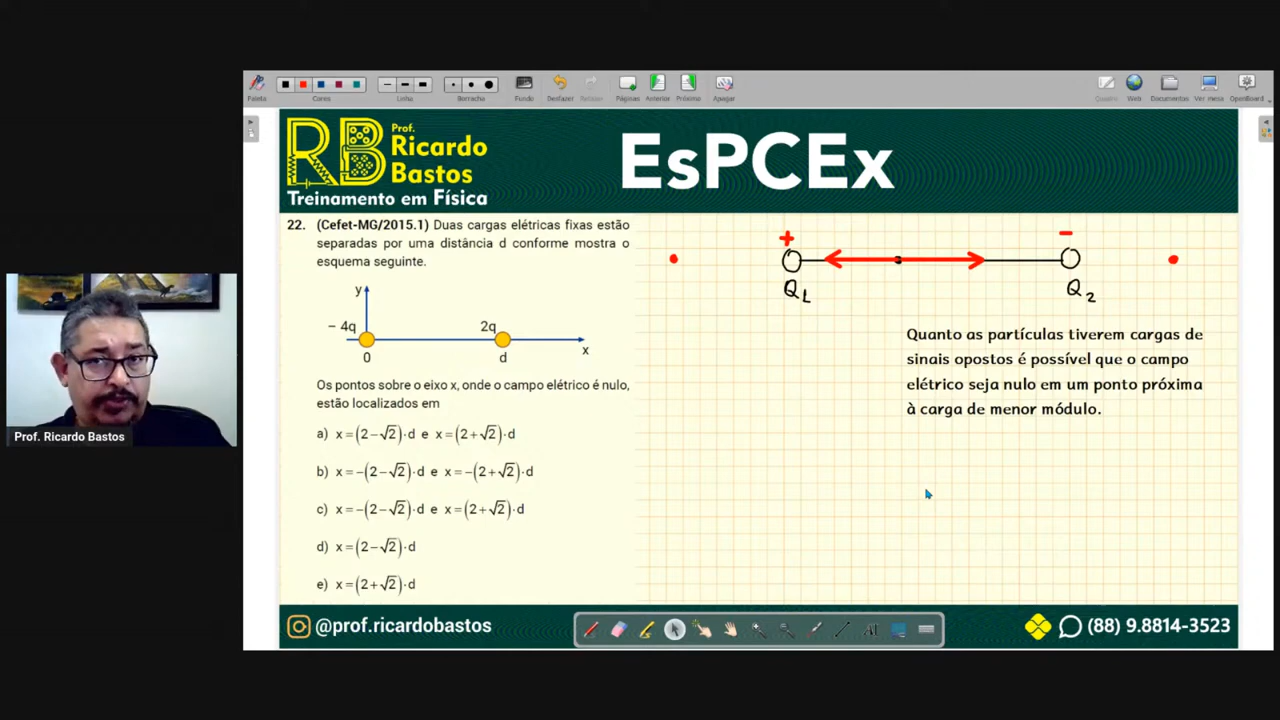 Paleta
Cores
Linha
Borracha
Fundo
Desfazer
Páginas
Anterior
Próxima
Apagar
Quadro
Web
Documentos
Ver mesa
OpenBoard
RB
Prof.
Ricardo
Bastos
Treinamento em Física
EsPCEx
22. (Cefet-MG/2015.1) Duas cargas elétricas fixas estão
separadas por uma distância d conforme mostra o
esquema seguinte.
y
– 4q
2q
0
d
x
Os pontos sobre o eixo x, onde o campo elétrico é nulo,
estão localizados em
a) x=(2–√2)·d e x=(2+√2)·d
b) x=–(2–√2)·d e x=–(2+√2)·d
c) x=–(2–√2)·d e x=(2+√2)·d
d) x=(2–√2)·d
e) x=(2+√2)·d
+
-
Q1
Q2
Quanto as partículas tiverem cargas de
sinais opostos é possível que o campo
elétrico seja nulo em um ponto próxima
à carga de menor módulo.
Prof. Ricardo Bastos
@prof.ricardobastos
(88) 9.8814-3523